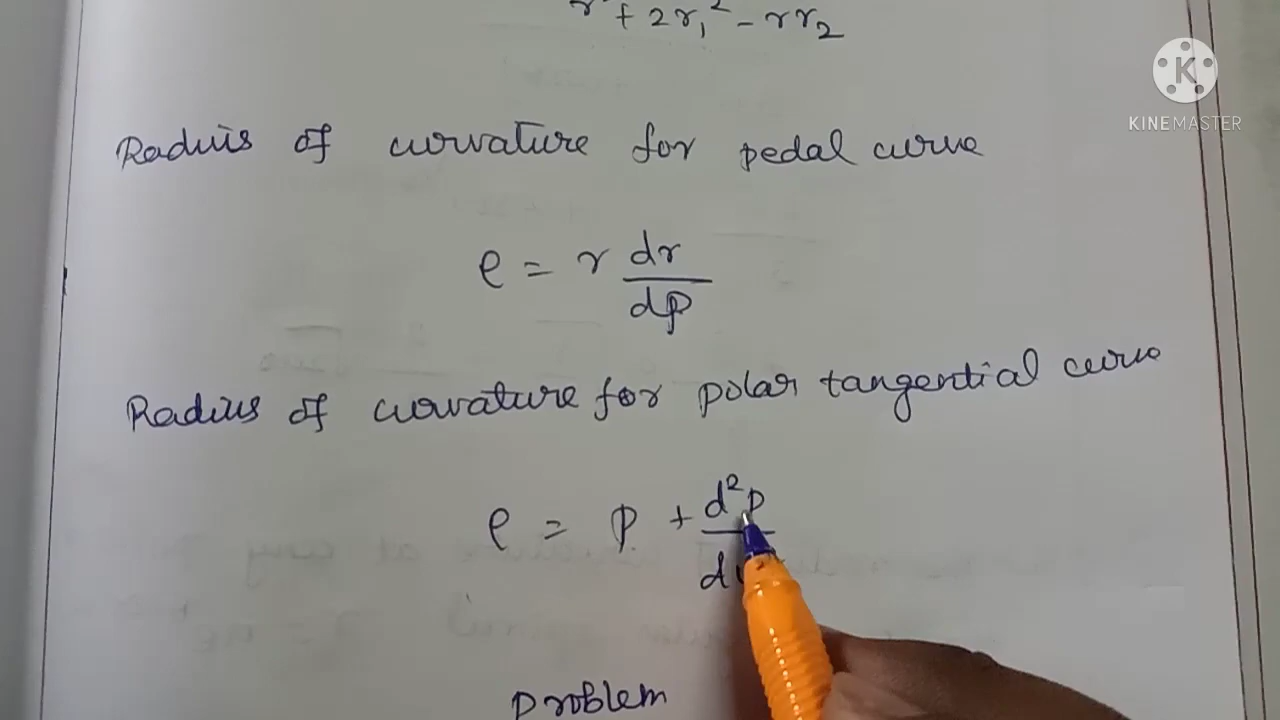 r² + 2r₁² - rr₂
KINEMASTER
Radius of curvature for pedal curve
ρ = r dr/dp
Radius of curvature for polar tangential curve
ρ = p + d²p/d
Problem